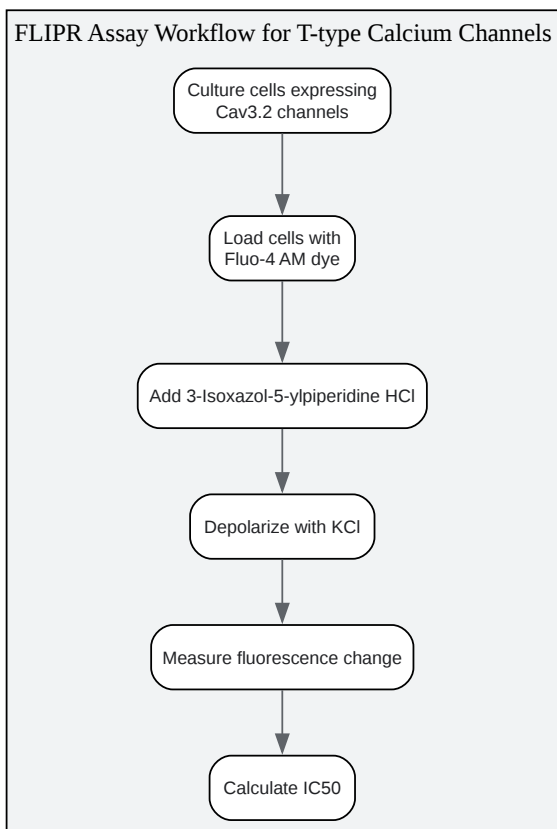 FLIPR Assay Workflow for T-type Calcium Channels
Culture cells expressing
Cav3.2 channels
Load cells with
Fluo-4 AM dye
Add 3-Isoxazol-5-ylpiperidine HCl
Depolarize with KCl
Measure fluorescence change
Calculate IC50